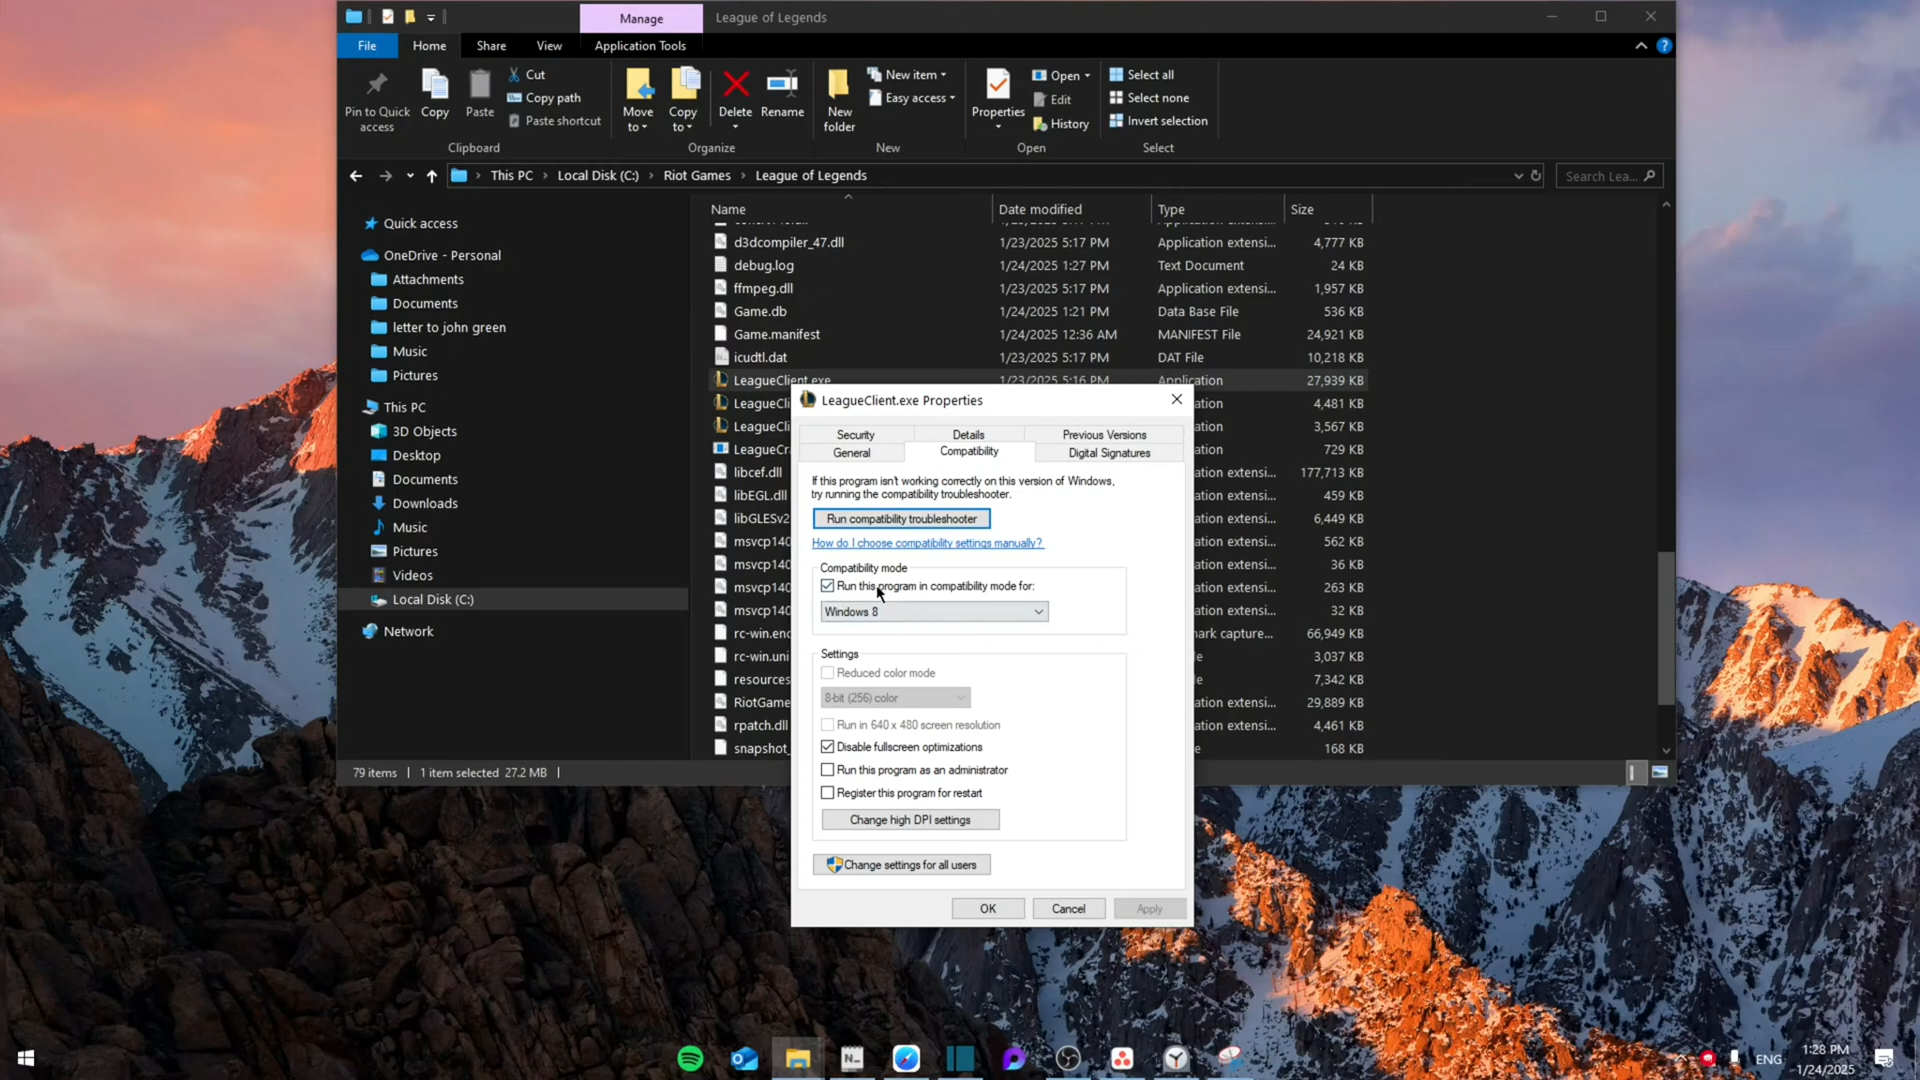 Manage
League of Legends
File
Home
Share
View
Application Tools
Pin to Quick access
Copy
Paste
Cut
Copy path
Paste shortcut
Clipboard
Move to
Copy to
Delete
Rename
Organize
New folder
New item
Easy access
New
Properties
Open
Edit
History
Open
Select all
Select none
Invert selection
Select
This PC > Local Disk (C:) > Riot Games > League of Legends
Search Lea...
Quick access
OneDrive - Personal
Attachments
Documents
letter to john green
Music
Pictures
This PC
3D Objects
Desktop
Documents
Downloads
Music
Pictures
Videos
Local Disk (C:)
Network
Name Date modified Type Size
d3dcompiler_47.dll 1/23/2025 5:17 PM Application extensi... 4,777 KB
debug.log 1/24/2025 1:27 PM Text Document 24 KB
ffmpeg.dll 1/23/2025 5:17 PM Application extensi... 1,957 KB
Game.db 1/24/2025 1:21 PM Data Base File 536 KB
Game.manifest 1/24/2025 12:36 AM MANIFEST File 24,921 KB
icudtl.dat 1/23/2025 5:17 PM DAT File 10,218 KB
LeagueClient.exe 1/23/2025 5:16 PM Application 27,939 KB
LeagueCli ation 4,481 KB
LeagueCli ation 3,567 KB
LeagueCra ation 729 KB
libcef.dll ation extensi... 177,713 KB
libEGL.dll ation extensi... 459 KB
libGLESv2 ation extensi... 6,449 KB
msvcp140 ation extensi... 562 KB
msvcp140 ation extensi... 36 KB
msvcp140 ation extensi... 263 KB
msvcp140 ation extensi... 32 KB
rc-win.enc mark capture... 66,949 KB
rc-win.uni e 3,037 KB
resources e 7,342 KB
RiotGame ation extensi... 29,889 KB
rpatch.dll ation extensi... 4,461 KB
snapshot_ e 168 KB
79 items 1 item selected 27.2 MB
LeagueClient.exe Properties
Security Details Previous Versions
General Compatibility Digital Signatures
If this program isn't working correctly on this version of Windows,
try running the compatibility troubleshooter.
Run compatibility troubleshooter
How do I choose compatibility settings manually?
Compatibility mode
Run this program in compatibility mode for:
Windows 8
Settings
Reduced color mode
8-bit (256) color
Run in 640 x 480 screen resolution
Disable fullscreen optimizations
Run this program as an administrator
Register this program for restart
Change high DPI settings
Change settings for all users
OK Cancel Apply
ENG
1:28 PM
1/24/2025